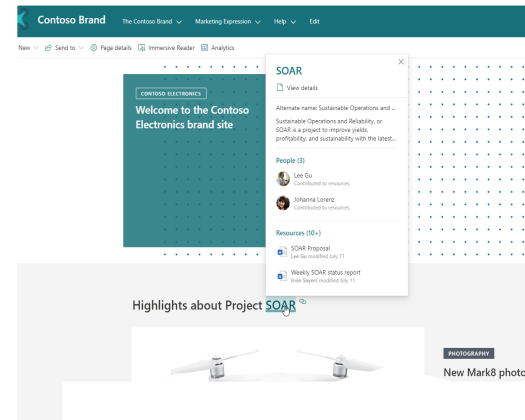 Contoso Brand
The Contoso Brand
Marketing Expression
Help
Edit
New
Send to
Page details
Immersive Reader
Analytics
CONTOSO ELECTRONICS
Welcome to the Contoso
Electronics brand site
SOAR
View details
Alternate name: Sustainable Operations and ...
Sustainable Operations and Reliability, or
SOAR is a project to improve yields,
profitability, and sustainability with the latest...
People (3)
Lee Gu
Contributed to resources
Johanna Lorenz
Contributed to resources
Resources (10+)
SOAR Proposal
Lee Gu modified July 11
Weekly SOAR status report
Irvin Sayers modified July 11
Highlights about Project SOAR
PHOTOGRAPHY
New Mark8 photo